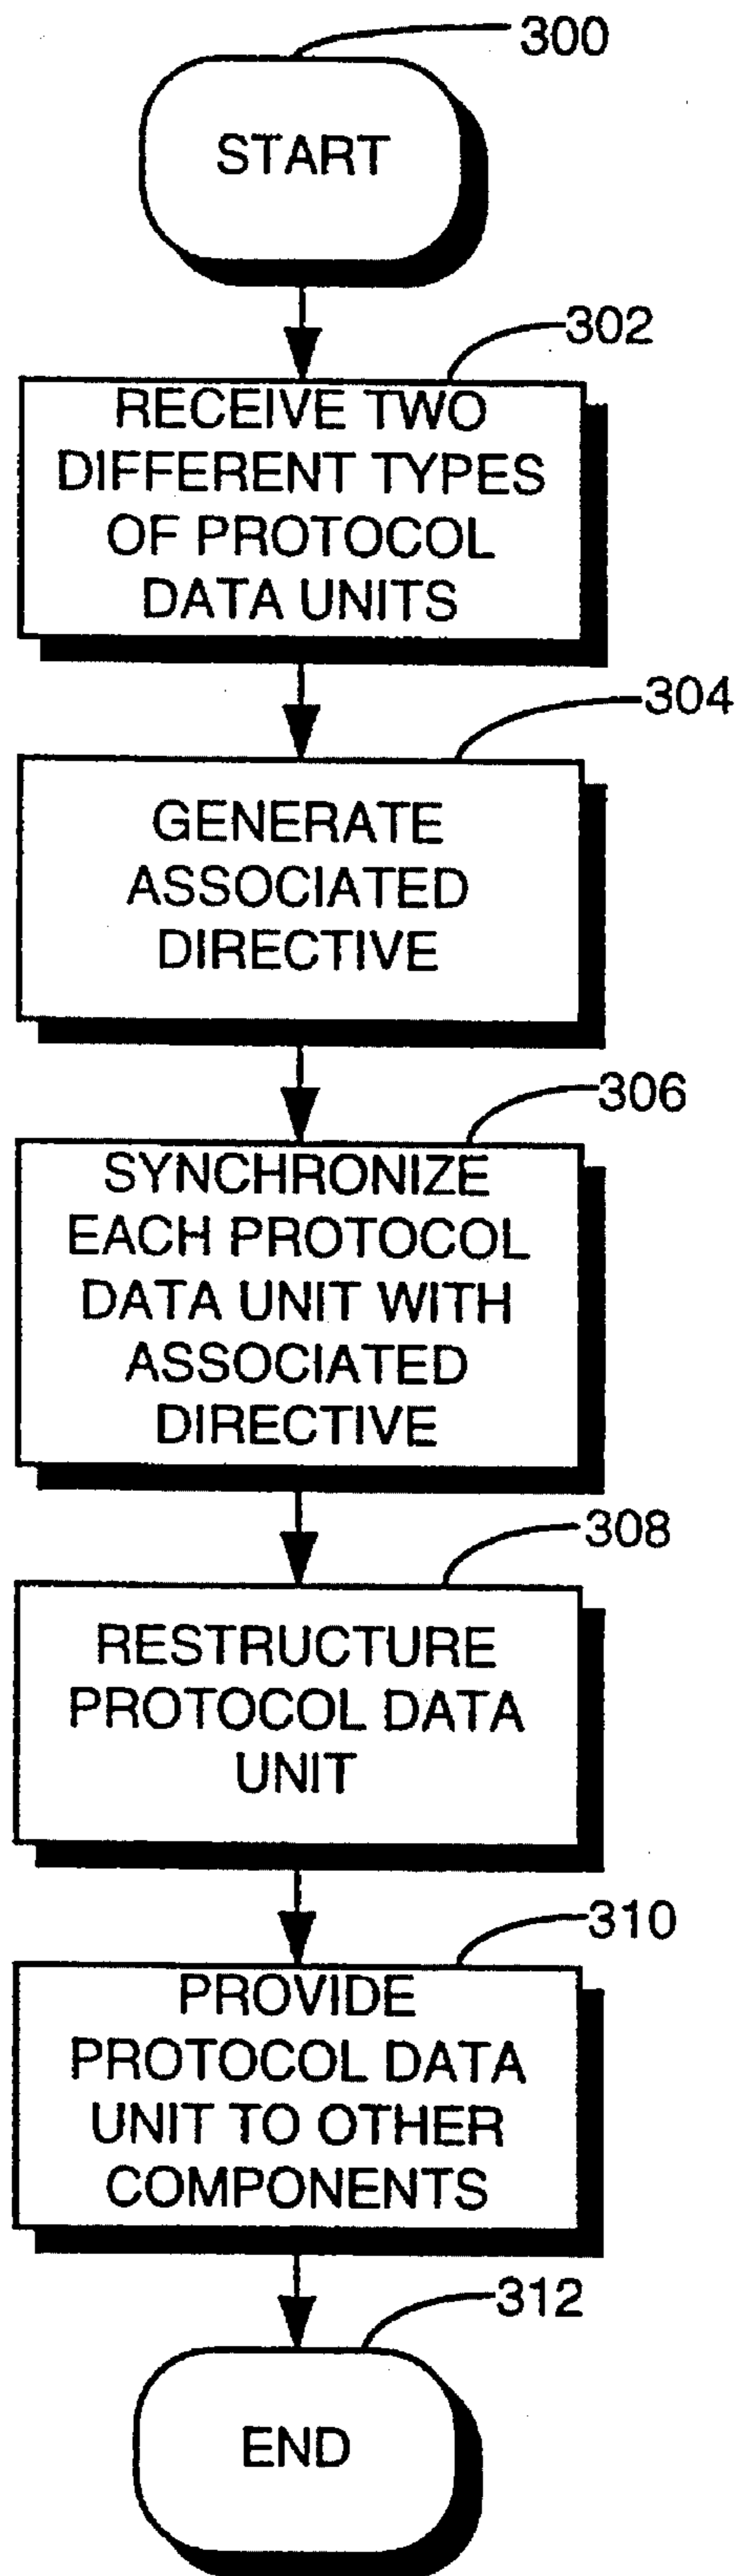 300
START
302
RECEIVE TWO
DIFFERENT TYPES
OF PROTOCOL
DATA UNITS
304
GENERATE
ASSOCIATED
DIRECTIVE
306
SYNCHRONIZE
EACH PROTOCOL
DATA UNIT WITH
ASSOCIATED
DIRECTIVE
308
RESTRUCTURE
PROTOCOL DATA
UNIT
310
PROVIDE
PROTOCOL DATA
UNIT TO OTHER
COMPONENTS
312
END